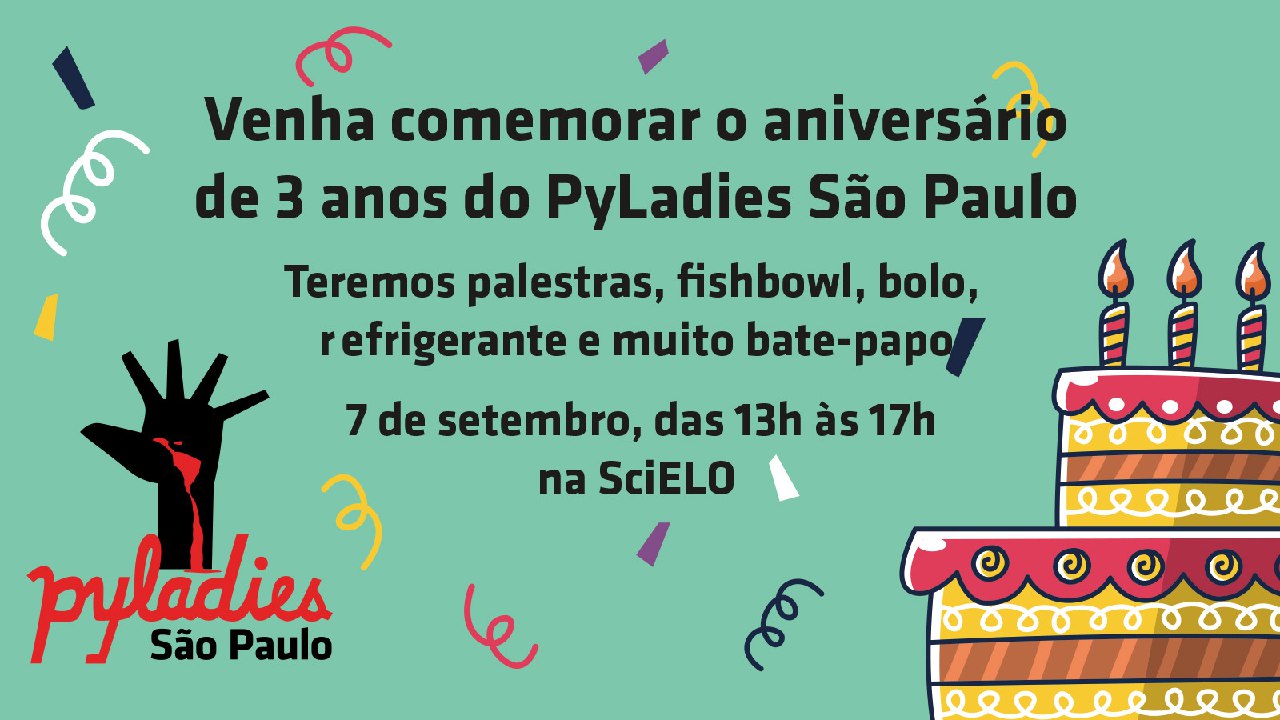 Venha comemorar o aniversário
de 3 anos do PyLadies São Paulo
Teremos palestras, fishbowl, bolo,
refrigerante e muito bate-papo
7 de setembro, das 13h às 17h
na SciELO
pyladies
São Paulo